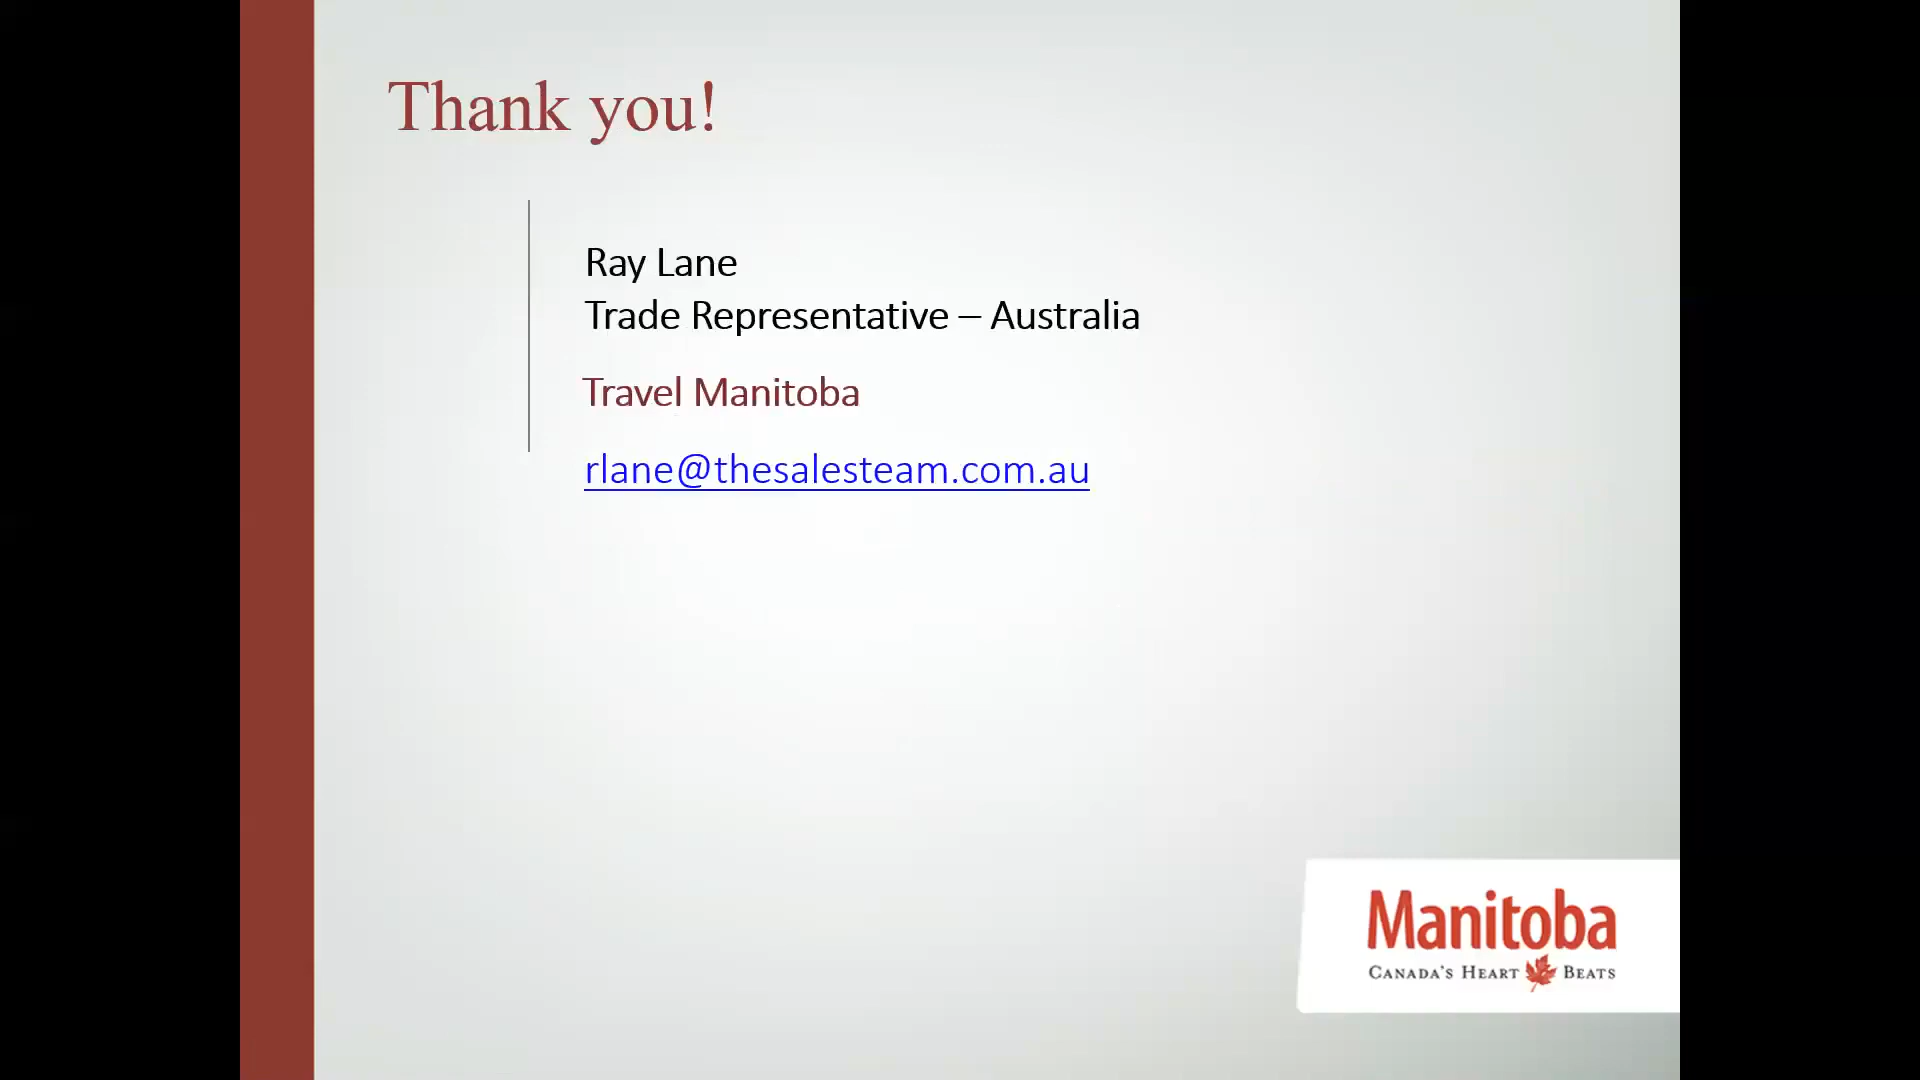 Thank you!
Ray Lane
Trade Representative – Australia
Travel Manitoba
rlane@thesalesteam.com.au
Manitoba
CANADA'S HEART BEATS